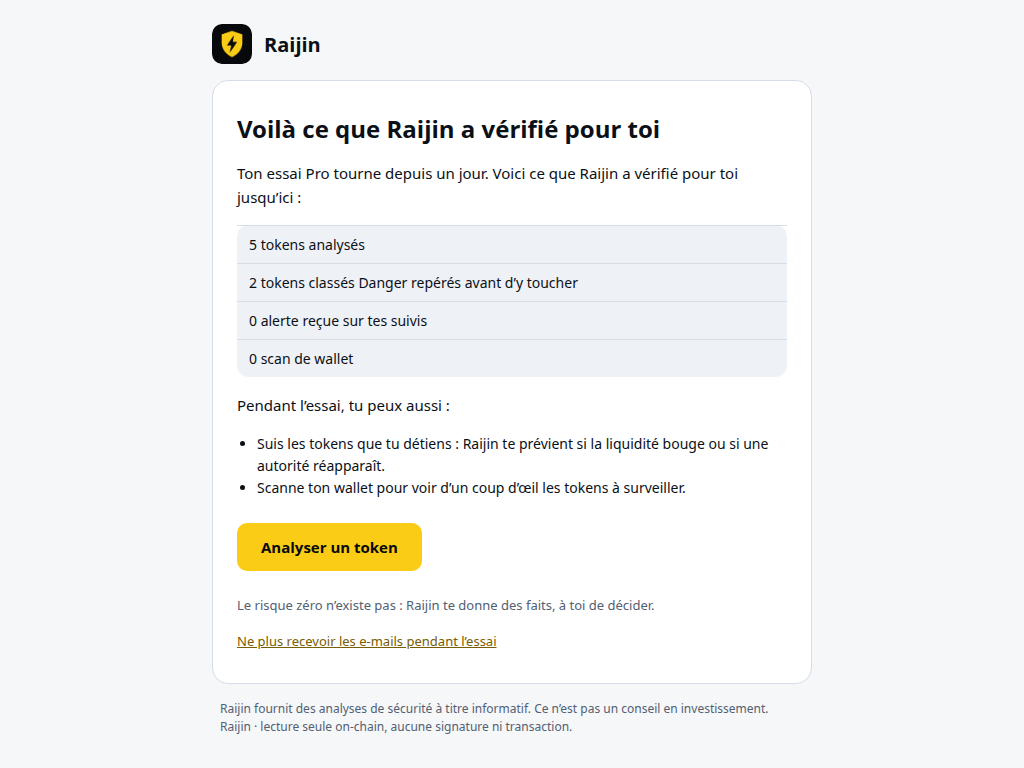 Raijin
Voilà ce que Raijin a vérifié pour toi
Ton essai Pro tourne depuis un jour. Voici ce que Raijin a vérifié pour toi
jusqu’ici :
5 tokens analysés
2 tokens classés Danger repérés avant d’y toucher
0 alerte reçue sur tes suivis
0 scan de wallet
Pendant l’essai, tu peux aussi :
• Suis les tokens que tu détiens : Raijin te prévient si la liquidité bouge ou si une
autorité réapparaît.
• Scanne ton wallet pour voir d’un coup d’œil les tokens à surveiller.
Analyser un token
Le risque zéro n’existe pas : Raijin te donne des faits, à toi de décider.
Ne plus recevoir les e-mails pendant l’essai
Raijin fournit des analyses de sécurité à titre informatif. Ce n’est pas un conseil en investissement.
Raijin · lecture seule on-chain, aucune signature ni transaction.